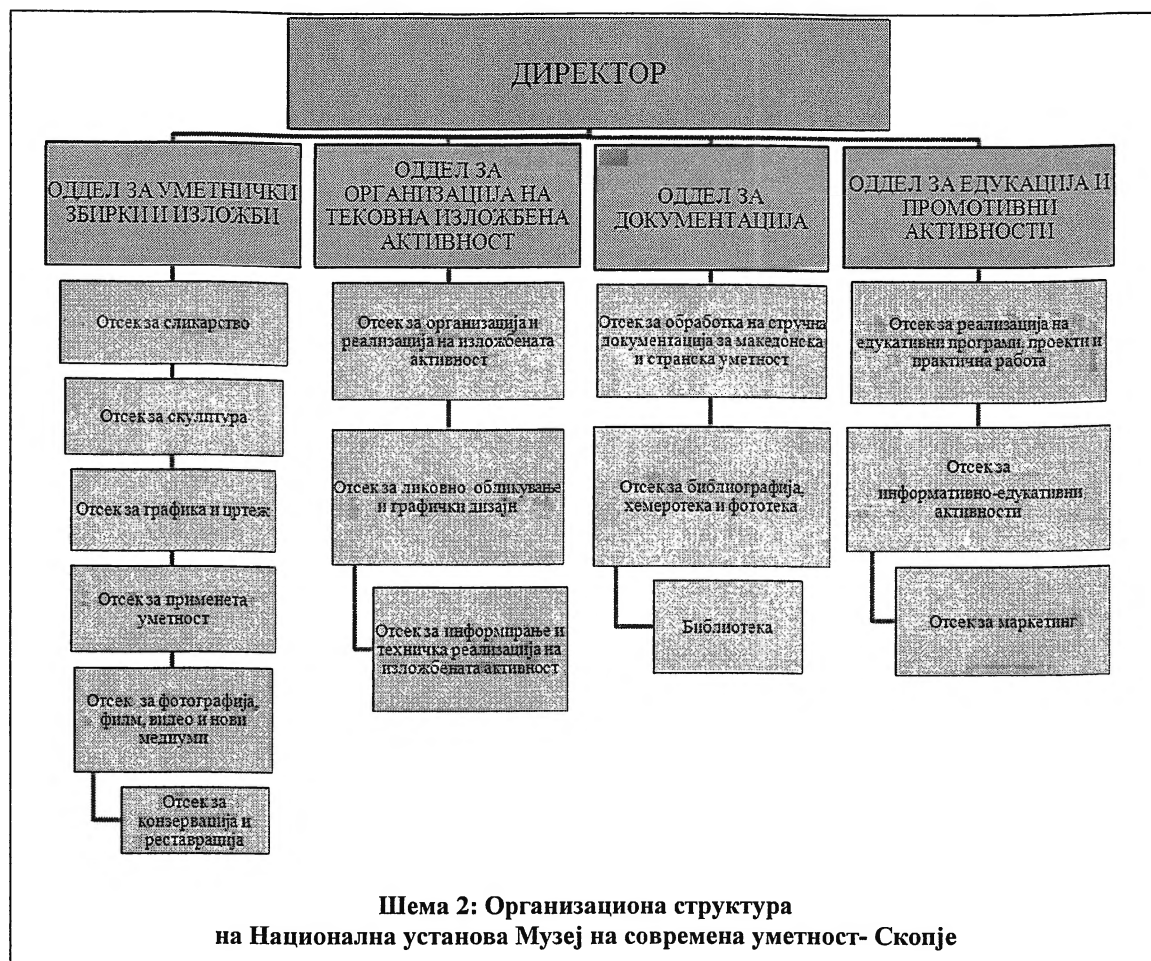 ДИРЕКТОР
ОДДЕЛ ЗА УМЕТНИЧКИ
ЗБИРКИ И ИЗЛОЖБИ
Отсек за сликарство
Отсек за скулптура
Отсек за графика и цртеж
Отсек за применета
уметност
Отсек за фотографија,
филм, видео и нови
медиуми
Отсек за
конзервација и
реставрација
ОДДЕЛ ЗА
ОРГАНИЗАЦИЈА НА
ТЕКОВНА ИЗЛОЖБЕНА
АКТИВНОСТ
Отсек за организација и
реализација на изложбената
активност
Отсек за ликовно обликување
и графички дизајн
Отсек за информирање и
техничка реализација на
изложбената активност
ОДДЕЛ ЗА
ДОКУМЕНТАЦИЈА
Отсек за обработка на стручна
документација за македонска
и странска уметност
Отсек за библиографија,
хемеротека и фототека
Библиотека
ОДДЕЛ ЗА ЕДУКАЦИЈА И
ПРОМОТИВНИ
АКТИВНОСТИ
Отсек за реализација на
едукативни програми, проекти и
практична работа
Отсек за
информативно-едукативни
активности
Отсек за маркетинг
Шема 2: Организациона структура
на Национална установа Музеј на современа уметност- Скопје